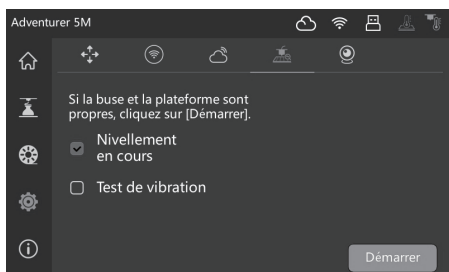 Adventurer 5M
Si la buse et la plateforme sont
propres, cliquez sur [Démarrer].
Nivellement
en cours
Test de vibration
Démarrer